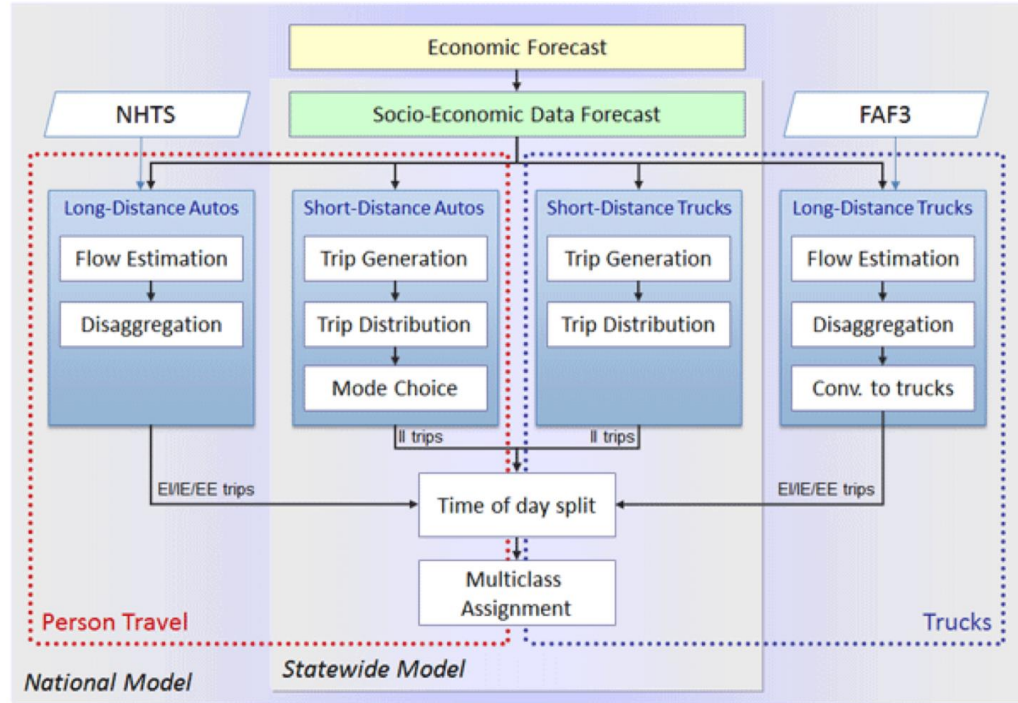 Economic Forecast
NHTS
Socio-Economic Data Forecast
FAF3
Long-Distance Autos
Flow Estimation
Disaggregation
Short-Distance Autos
Trip Generation
Trip Distribution
Mode Choice
Short-Distance Trucks
Trip Generation
Trip Distribution
Long-Distance Trucks
Flow Estimation
Disaggregation
Conv. to trucks
II trips
II trips
EI/IE/EE trips
EI/IE/EE trips
Time of day split
Multiclass
Assignment
Person Travel
Trucks
National Model
Statewide Model